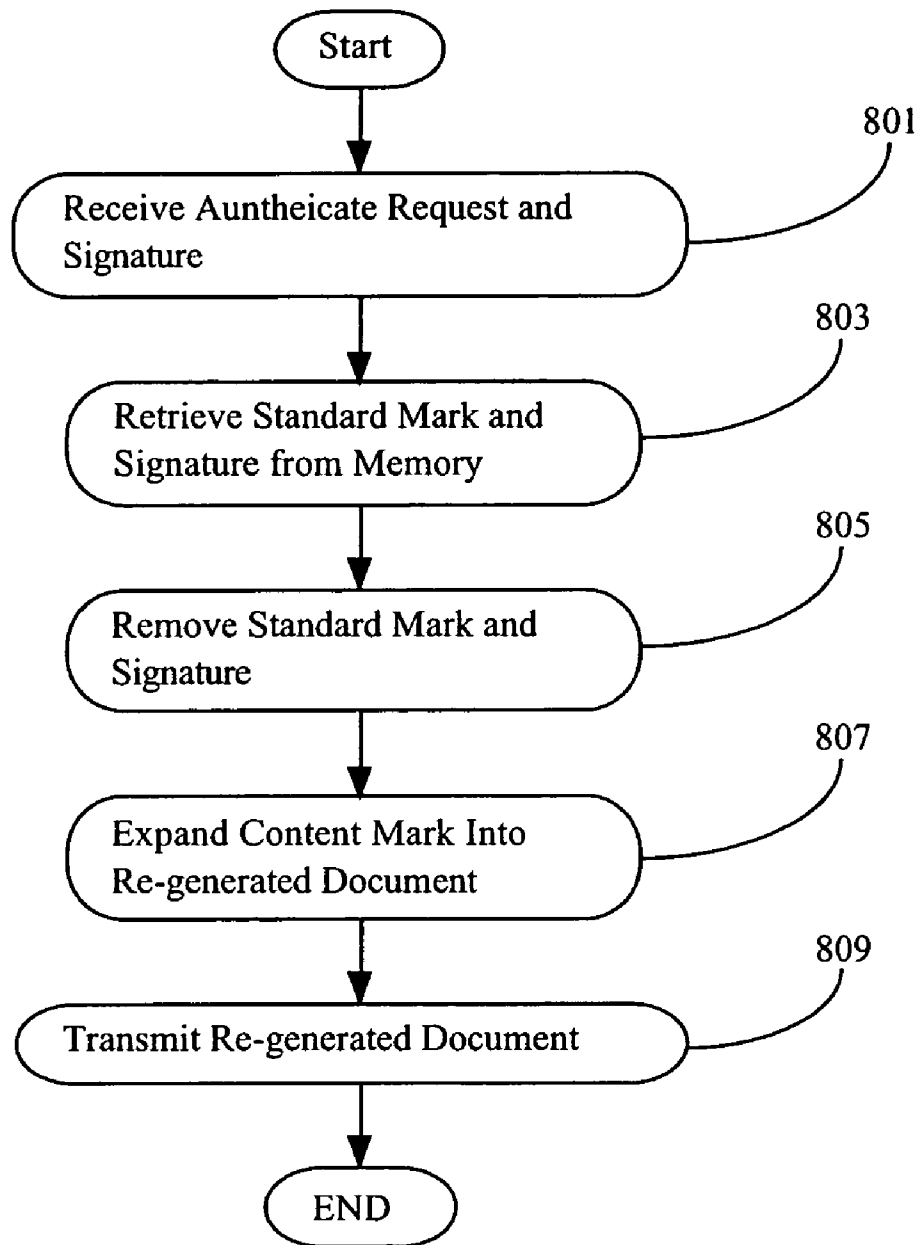 Start
801
Receive Auntheicate Request and
Signature
803
Retrieve Standard Mark and
Signature from Memory
805
Remove Standard Mark and
Signature
807
Expand Content Mark Into
Re-generated Document
809
Transmit Re-generated Document
END